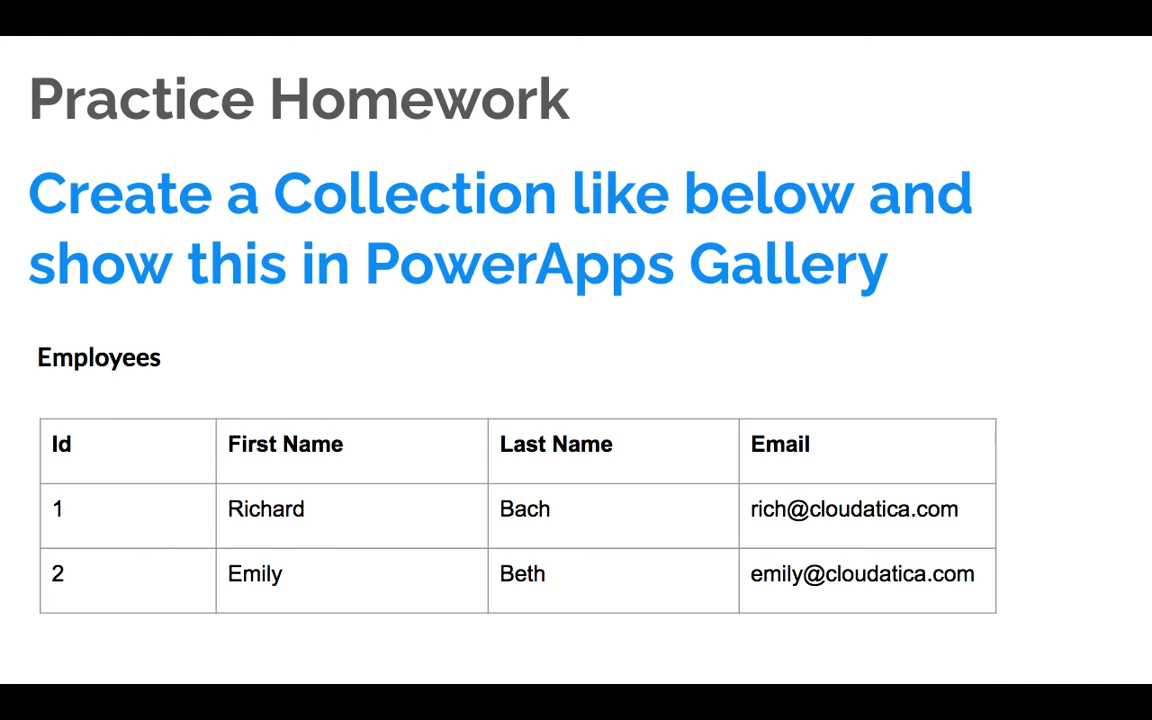 Practice Homework
Create a Collection like below and
show this in PowerApps Gallery
Employees
Id First Name Last Name Email
1 Richard Bach rich@cloudatica.com
2 Emily Beth emily@cloudatica.com